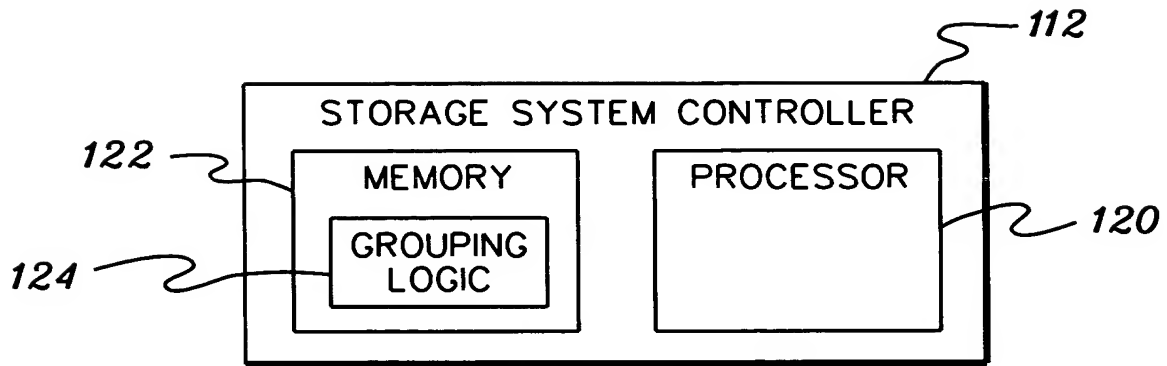 112
STORAGE SYSTEM CONTROLLER
122
MEMORY
PROCESSOR
GROUPING
LOGIC
120
124